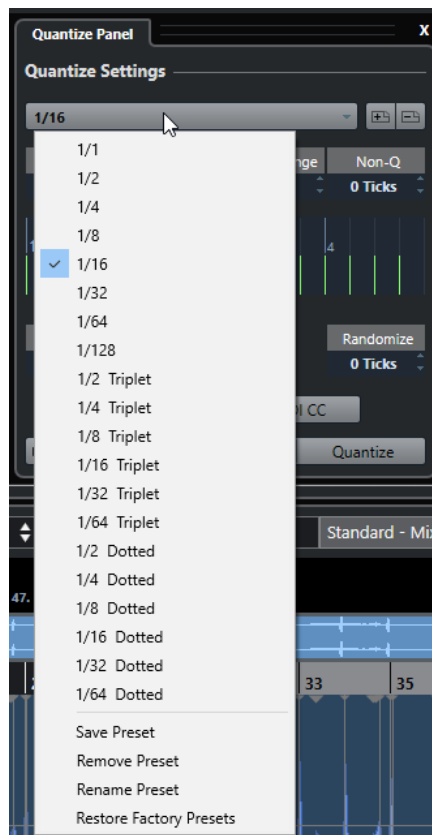 Quantize Panel X
Quantize Settings
1/16
1/1
1/2
1/4
1/8
1/16
1/32
1/64
1/128
1/2 Triplet
1/4 Triplet
1/8 Triplet
1/16 Triplet
1/32 Triplet
1/64 Triplet
1/2 Dotted
1/4 Dotted
1/8 Dotted
1/16 Dotted
1/32 Dotted
1/64 Dotted
Save Preset
Remove Preset
Rename Preset
Restore Factory Presets
nge Non-Q
0 Ticks
4
Randomize
0 Ticks
CC
Quantize
Standard - Mi
47.
33 35